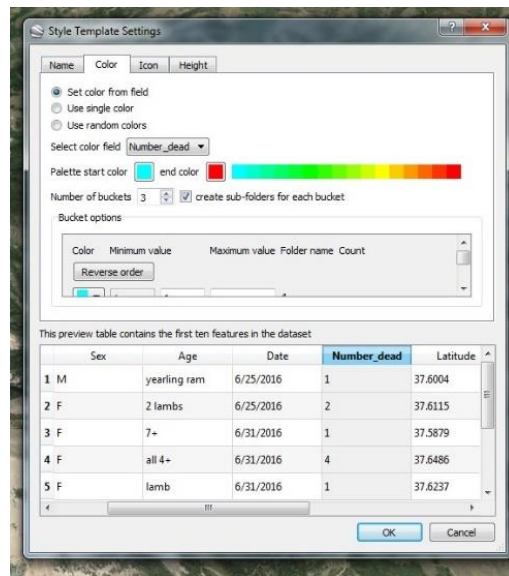 Style Template Settings
Name Color Icon Height
Set color from field
Use single color
Use random colors
Select color field Number_dead
Palette start color end color
Number of buckets 3 create sub-folders for each bucket
Bucket options
Color Minimum value Maximum value Folder name Count
Reverse order
This preview table contains the first ten features in the dataset
Sex Age Date Number_dead Latitude
1 M yearling ram 6/25/2016 1 37.6004
2 F 2 lambs 6/25/2016 2 37.6115
3 F 7+ 6/31/2016 1 37.5879
4 F all 4+ 6/31/2016 4 37.6486
5 F lamb 6/31/2016 1 37.6237
OK Cancel